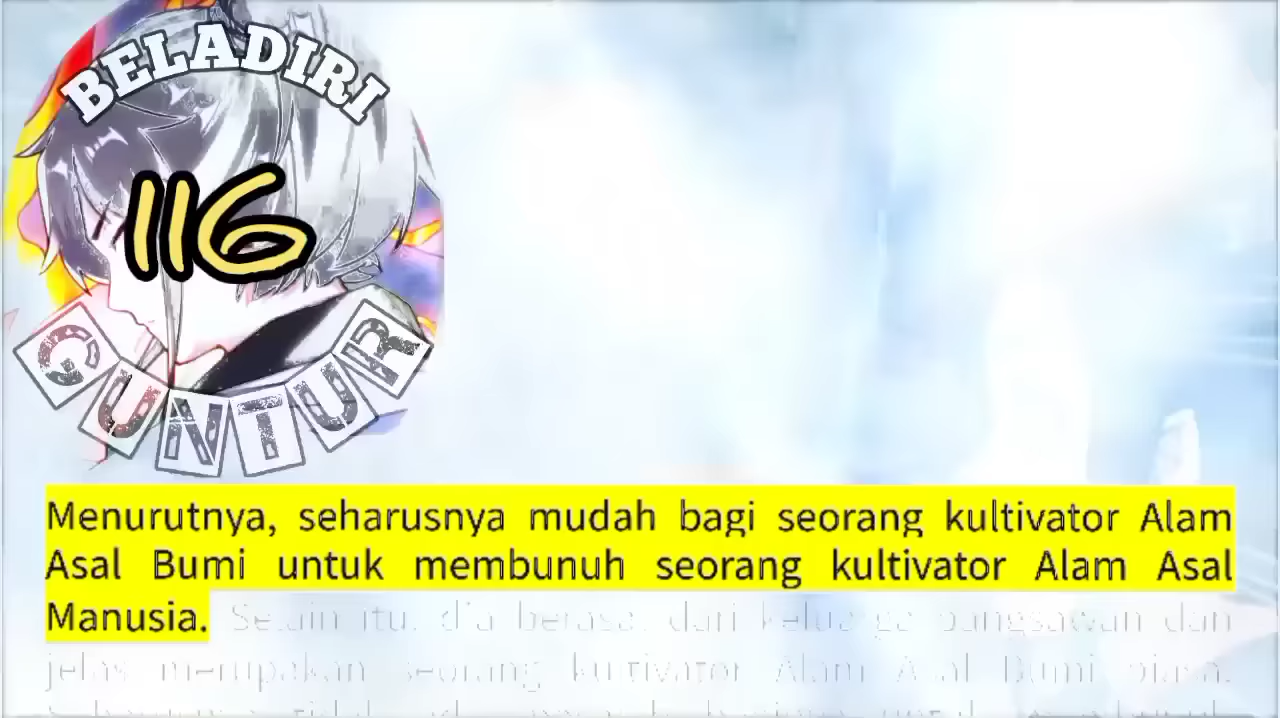 BELADIRI
116
GUNTUR
Menurutnya, seharusnya mudah bagi seorang kultivator Alam
Asal Bumi untuk membunuh seorang kultivator Alam Asal
Manusia. Selain itu, dia berasal dari keluarga bangsawan dan
jelas merupakan seorang kultivator Alam Asal Bumi biasa.